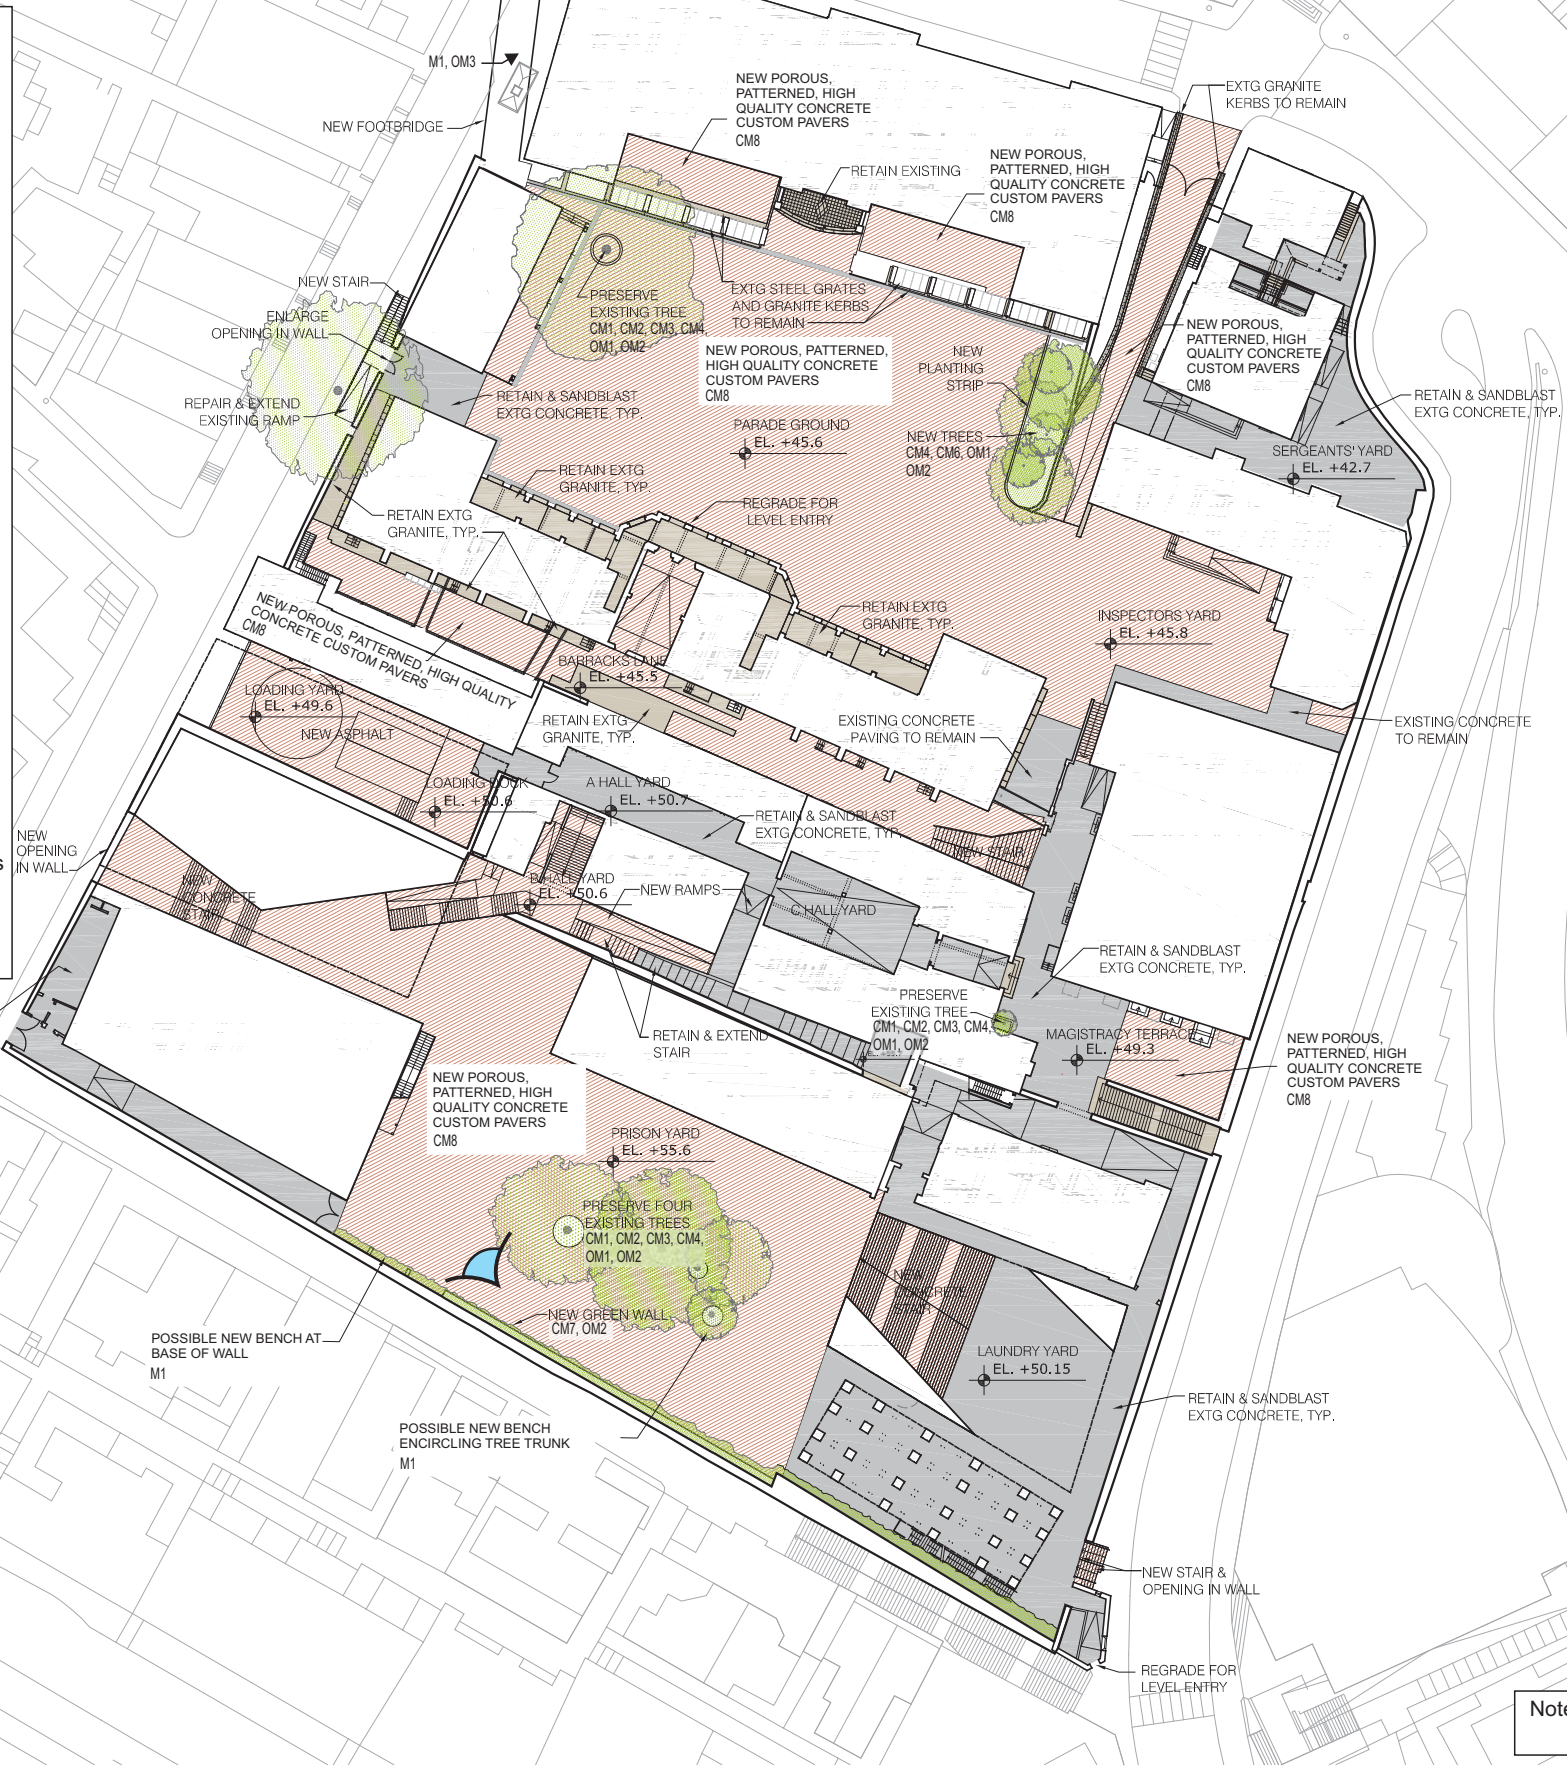 M1, OM3
NEW FOOTBRIDGE
NEW POROUS,
PATTERNED, HIGH
QUALITY CONCRETE
CUSTOM PAVERS
CM8
EXTG GRANITE
KERBS TO REMAIN
RETAIN EXISTING
NEW POROUS,
PATTERNED, HIGH
QUALITY CONCRETE
CUSTOM PAVERS
CM8
NEW STAIR
ENLARGE
OPENING IN WALL
PRESERVE
EXISTING TREE
CM1, CM2, CM3, CM4,
OM1, OM2
EXTG STEEL GRATES
AND GRANITE KERBS
TO REMAIN
NEW POROUS, PATTERNED,
HIGH QUALITY CONCRETE
CUSTOM PAVERS
CM8
NEW
PLANTING
STRIP
NEW POROUS,
PATTERNED, HIGH
QUALITY CONCRETE
CUSTOM PAVERS
CM8
REPAIR & EXTEND
EXISTING RAMP
RETAIN & SANDBLAST
EXTG CONCRETE, TYP.
RETAIN & SANDBLAST
EXTG CONCRETE, TYP.
PARADE GROUND
EL. +45.6
NEW TREES
CM4, CM6, OM1,
OM2
SERGEANTS' YARD
EL. +42.7
RETAIN EXTG
GRANITE, TYP.
REGRADE FOR
LEVEL ENTRY
RETAIN EXTG
GRANITE, TYP.
NEW POROUS, PATTERNED, HIGH QUALITY
CONCRETE CUSTOM PAVERS
CM8
RETAIN EXTG
GRANITE, TYP.
INSPECTORS YARD
EL. +45.8
BARRACKS LANE
EL. +45.5
LOADING YARD
EL. +49.6
NEW ASPHALT
RETAIN EXTG
GRANITE, TYP.
EXISTING CONCRETE
PAVING TO REMAIN
EXISTING CONCRETE
TO REMAIN
LOADING DOCK
EL. +50.6
A HALL YARD
EL. +50.7
RETAIN & SANDBLAST
EXTG CONCRETE, TYP.
NEW STAIR
NEW
OPENING
IN WALL
s
NEW
CONCRETE
STAIR
B HALL YARD
EL. +50.6
NEW RAMPS
C HALL YARD
RETAIN & SANDBLAST
EXTG CONCRETE, TYP.
PRESERVE
EXISTING TREE
CM1, CM2, CM3, CM4,
OM1, OM2
RETAIN & EXTEND
STAIR
MAGISTRACY TERRACE
EL. +49.3
NEW POROUS,
PATTERNED, HIGH
QUALITY CONCRETE
CUSTOM PAVERS
CM8
NEW POROUS,
PATTERNED, HIGH
QUALITY CONCRETE
CUSTOM PAVERS
CM8
PRISON YARD
EL. +55.6
PRESERVE FOUR
EXISTING TREES
CM1, CM2, CM3, CM4,
OM1, OM2
NEW
CONCRETE
STAIR
NEW GREEN WALL
CM7, OM2
POSSIBLE NEW BENCH AT
BASE OF WALL
M1
LAUNDRY YARD
EL. +50.15
RETAIN & SANDBLAST
EXTG CONCRETE, TYP.
POSSIBLE NEW BENCH
ENCIRCLING TREE TRUNK
M1
NEW STAIR &
OPENING IN WALL
REGRADE FOR
LEVEL ENTRY
Note